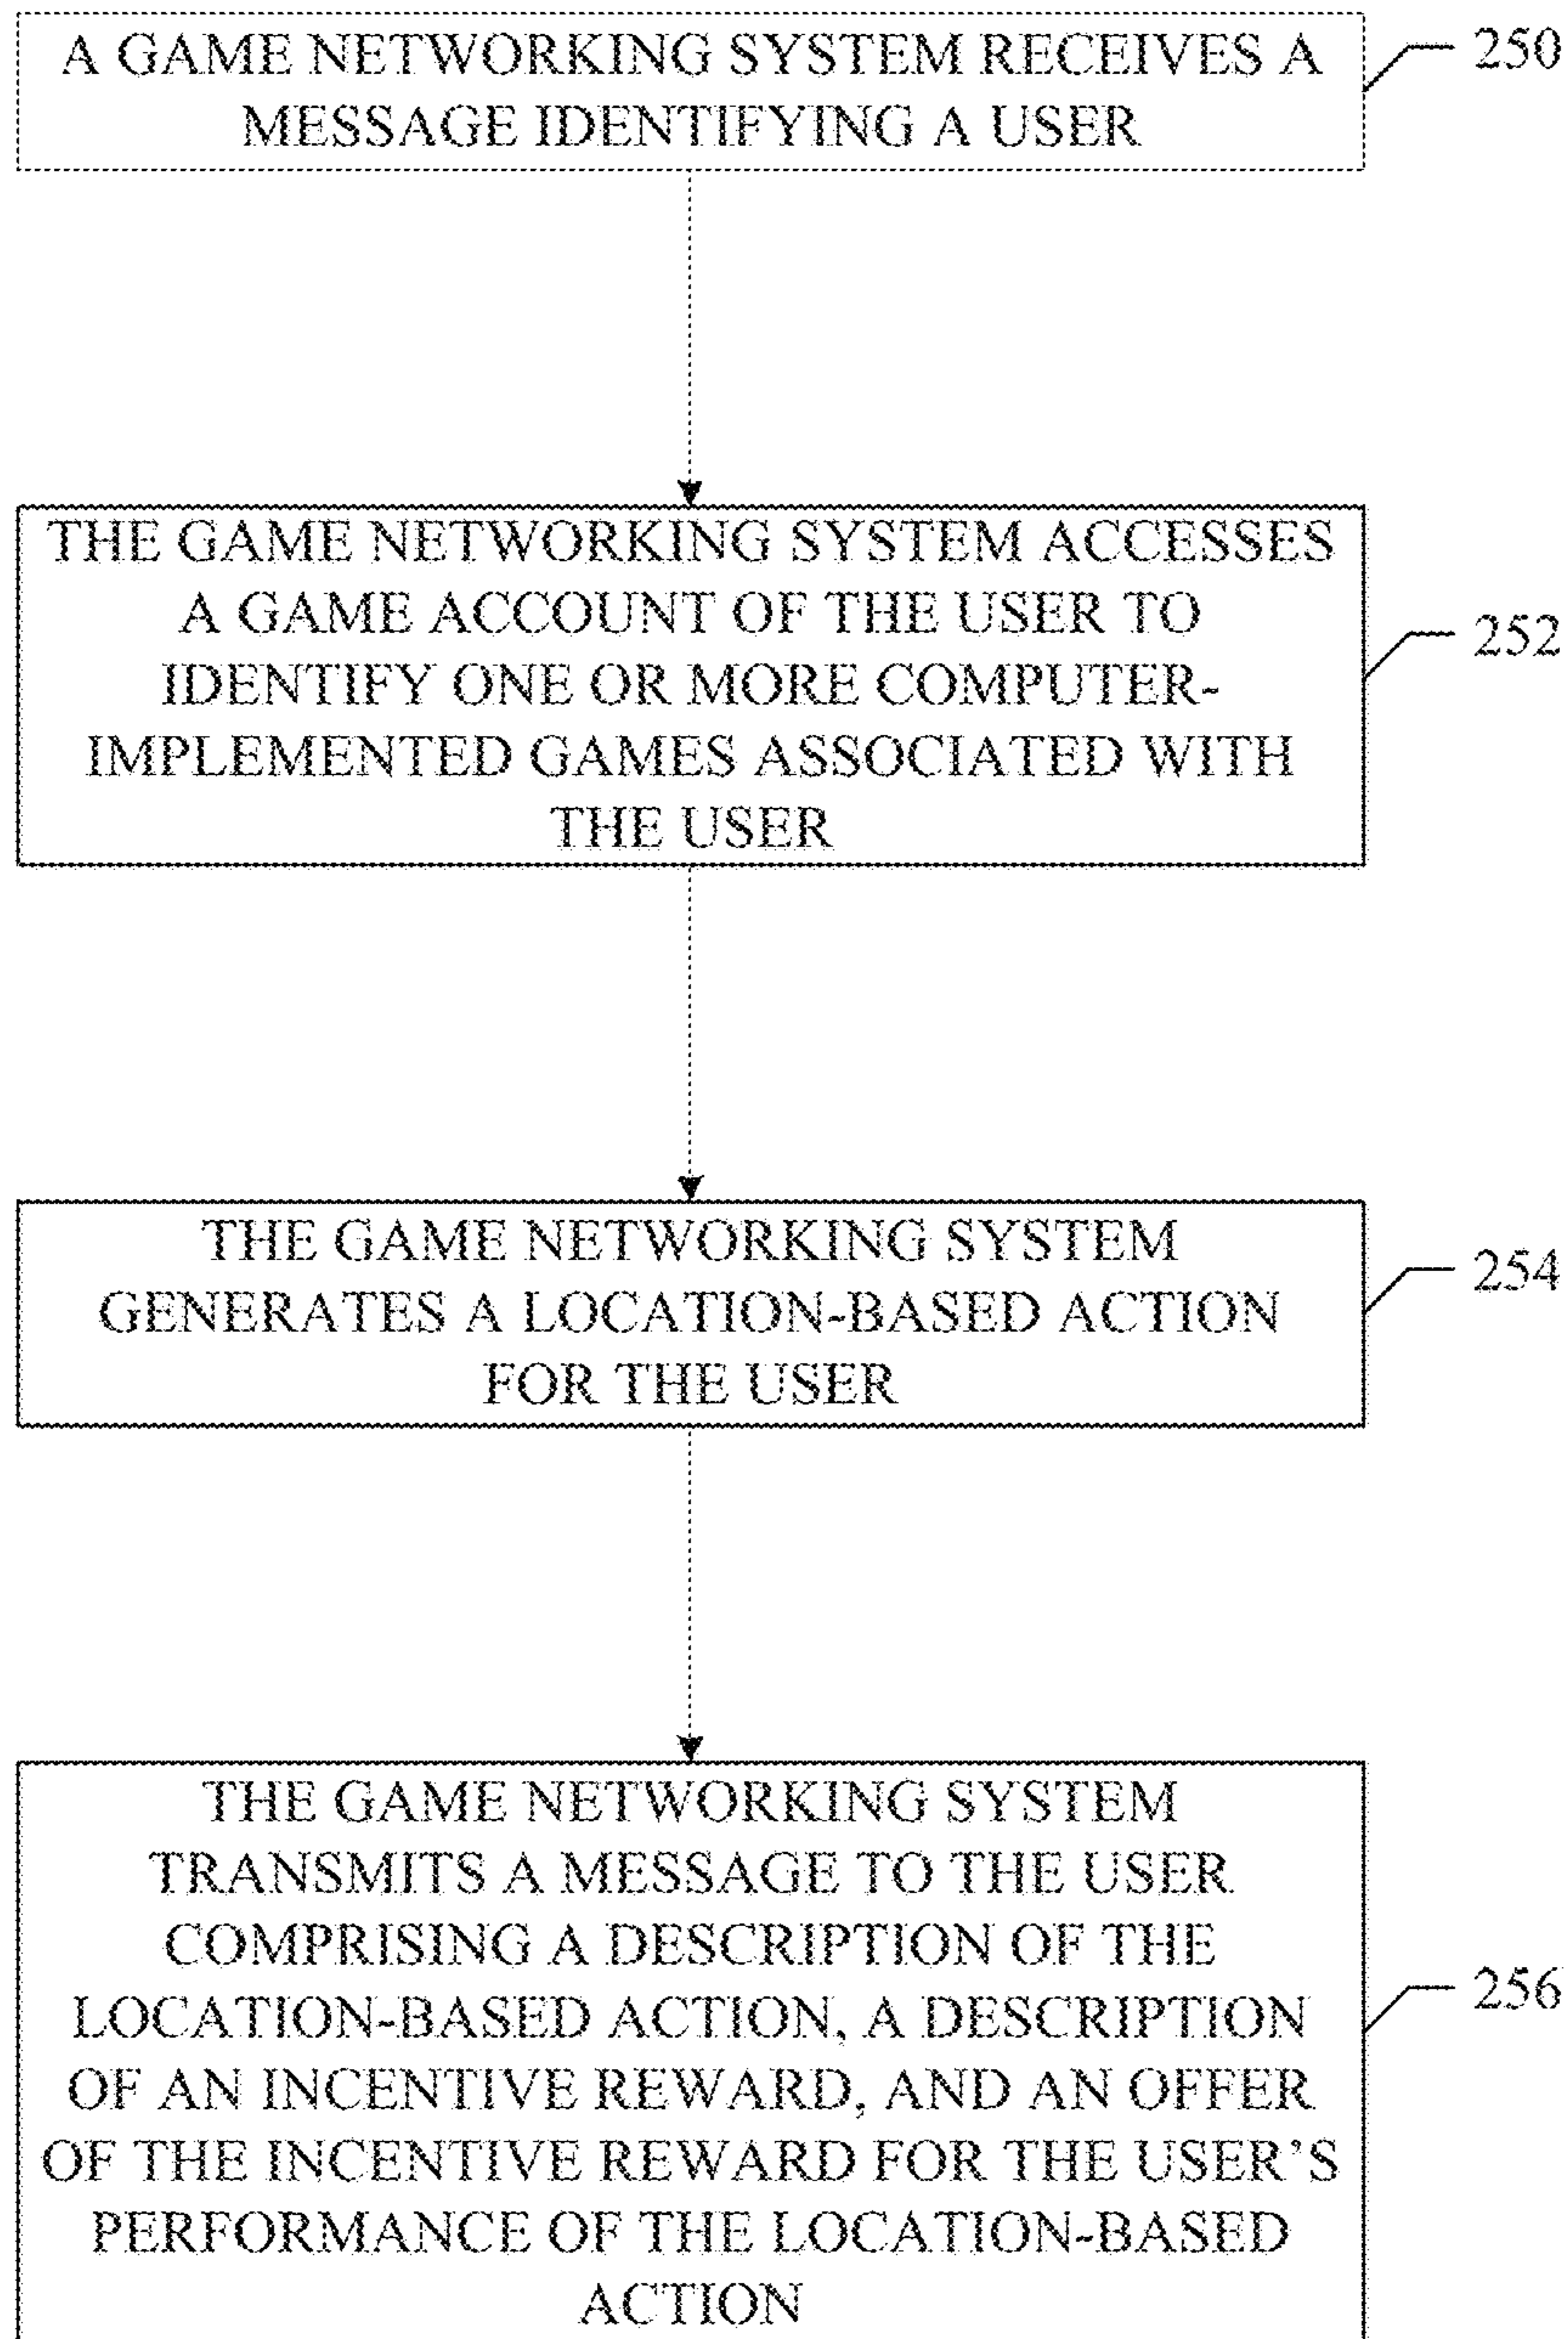 A GAME NETWORKING SYSTEM RECEIVES A
MESSAGE IDENTIFYING A USER
250
THE GAME NETWORKING SYSTEM ACCESSES
A GAME ACCOUNT OF THE USER TO
IDENTIFY ONE OR MORE COMPUTER-
IMPLEMENTED GAMES ASSOCIATED WITH
THE USER
252
THE GAME NETWORKING SYSTEM
GENERATES A LOCATION-BASED ACTION
FOR THE USER
254
THE GAME NETWORKING SYSTEM
TRANSMITS A MESSAGE TO THE USER
COMPRISING A DESCRIPTION OF THE
LOCATION-BASED ACTION, A DESCRIPTION
OF AN INCENTIVE REWARD, AND AN OFFER
OF THE INCENTIVE REWARD FOR THE USER’S
PERFORMANCE OF THE LOCATION-BASED
ACTION
256